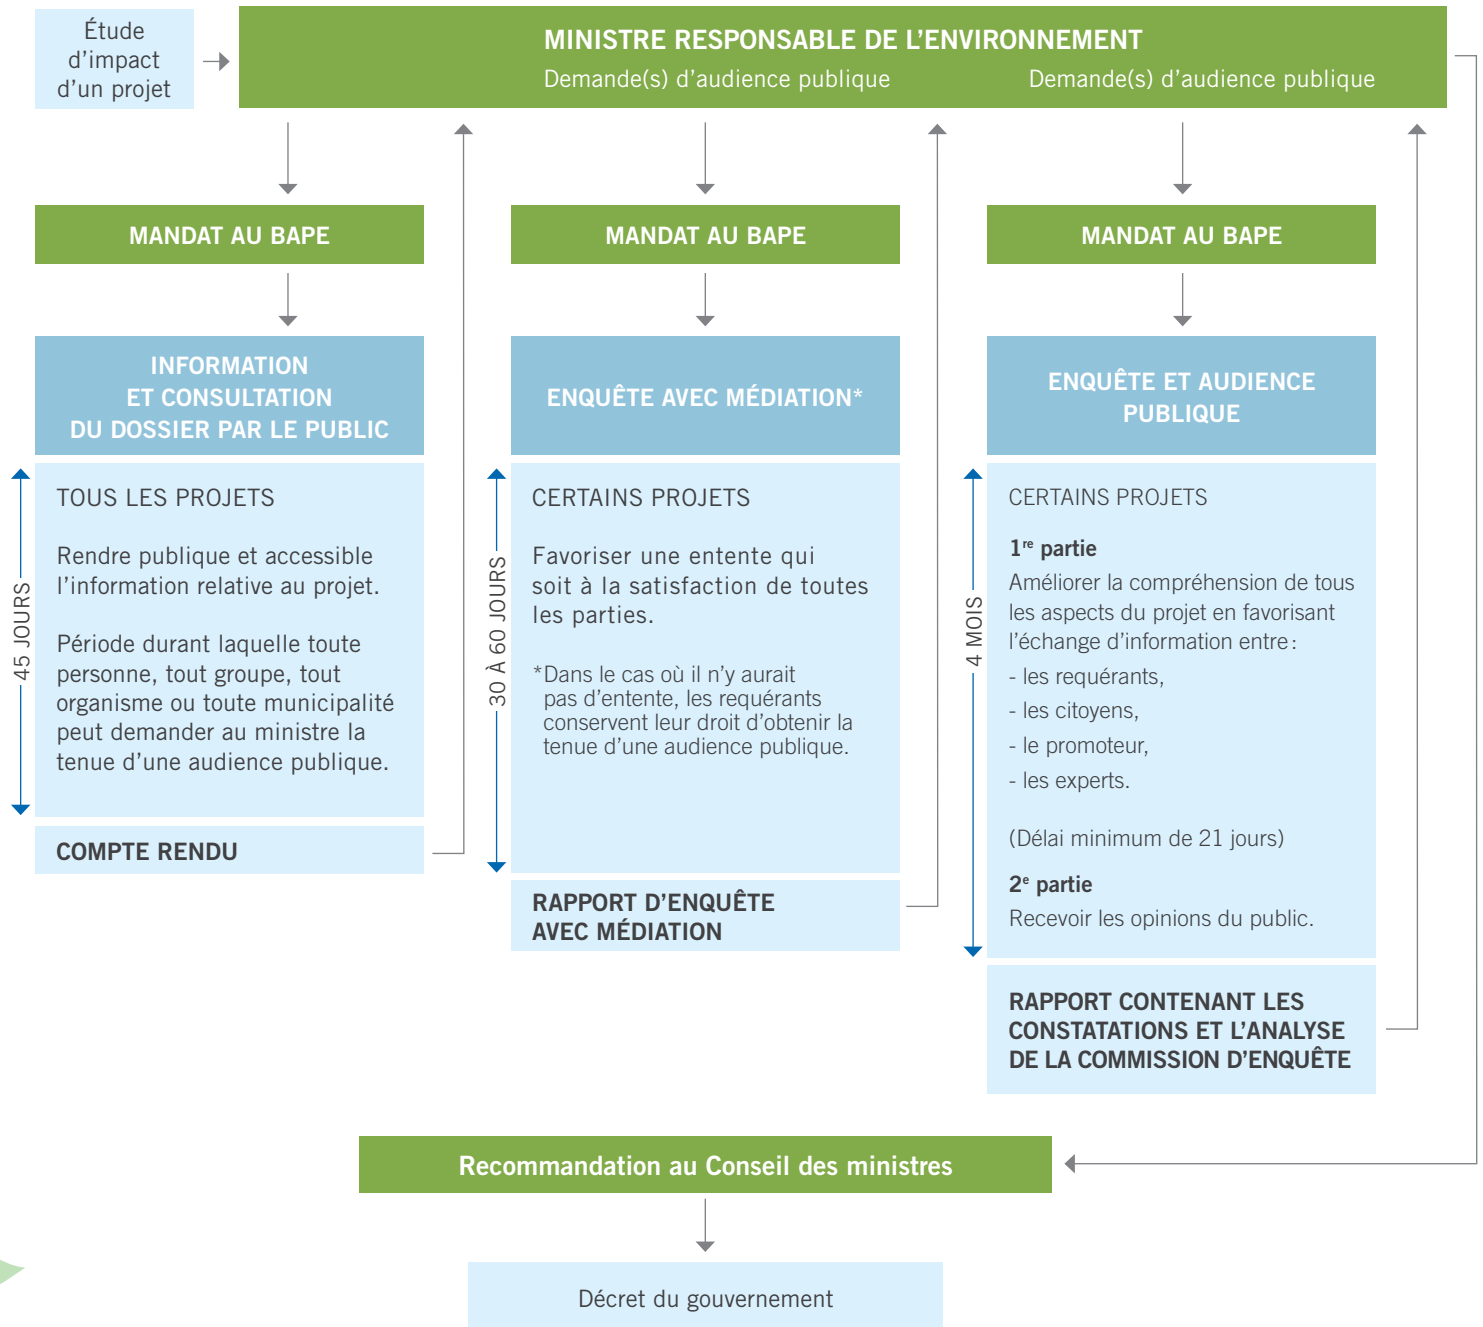 Étude
d'impact
d'un projet
MINISTRE RESPONSABLE DE L'ENVIRONNEMENT
Demande(s) d'audience publique
Demande(s) d'audience publique
MANDAT AU BAPE
INFORMATION
ET CONSULTATION
DU DOSSIER PAR LE PUBLIC
45 JOURS
TOUS LES PROJETS
Rendre publique et accessible
l'information relative au projet.
Période durant laquelle toute
personne, tout groupe, tout
organisme ou toute municipalité
peut demander au ministre la
tenue d'une audience publique.
COMPTE RENDU
MANDAT AU BAPE
ENQUÊTE AVEC MÉDIATION*
30 À 60 JOURS
CERTAINS PROJETS
Favoriser une entente qui
soit à la satisfaction de toutes
les parties.
*Dans le cas où il n'y aurait
pas d'entente, les requérants
conservent leur droit d'obtenir la
tenue d'une audience publique.
RAPPORT D'ENQUÊTE
AVEC MÉDIATION
MANDAT AU BAPE
ENQUÊTE ET AUDIENCE
PUBLIQUE
4 MOIS
CERTAINS PROJETS
1re partie
Améliorer la compréhension de tous
les aspects du projet en favorisant
l'échange d'information entre :
- les requérants,
- les citoyens,
- le promoteur,
- les experts.
(Délai minimum de 21 jours)
2e partie
Recevoir les opinions du public.
RAPPORT CONTENANT LES
CONSTATATIONS ET L'ANALYSE
DE LA COMMISSION D'ENQUÊTE
Recommandation au Conseil des ministres
Décret du gouvernement